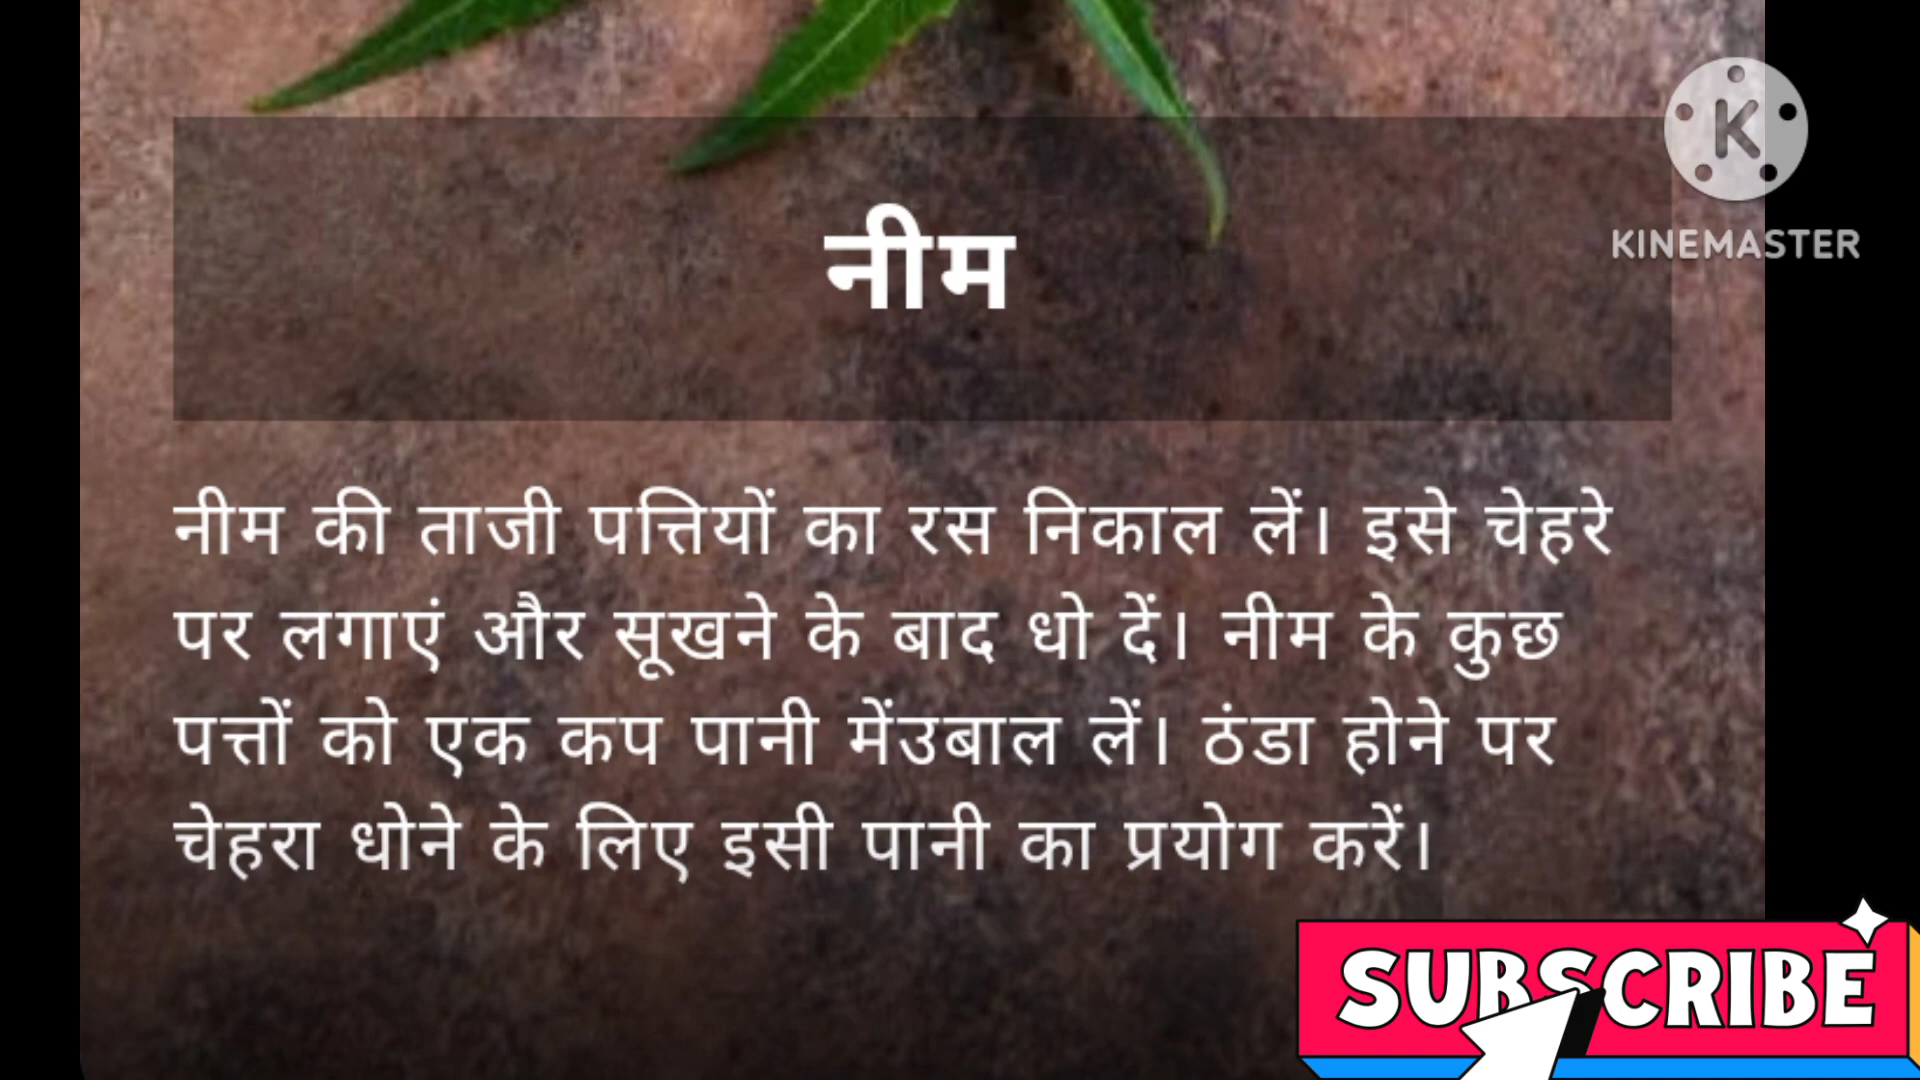 नीम
KINEMASTER
नीम की ताजी पत्तियों का रस निकाल लें। इसे चेहरे
पर लगाएं और सूखने के बाद धो दें। नीम के कुछ
पत्तों को एक कप पानी मेंउबाल लें। ठंडा होने पर
चेहरा धोने के लिए इसी पानी का प्रयोग करें।
SUBSCRIBE